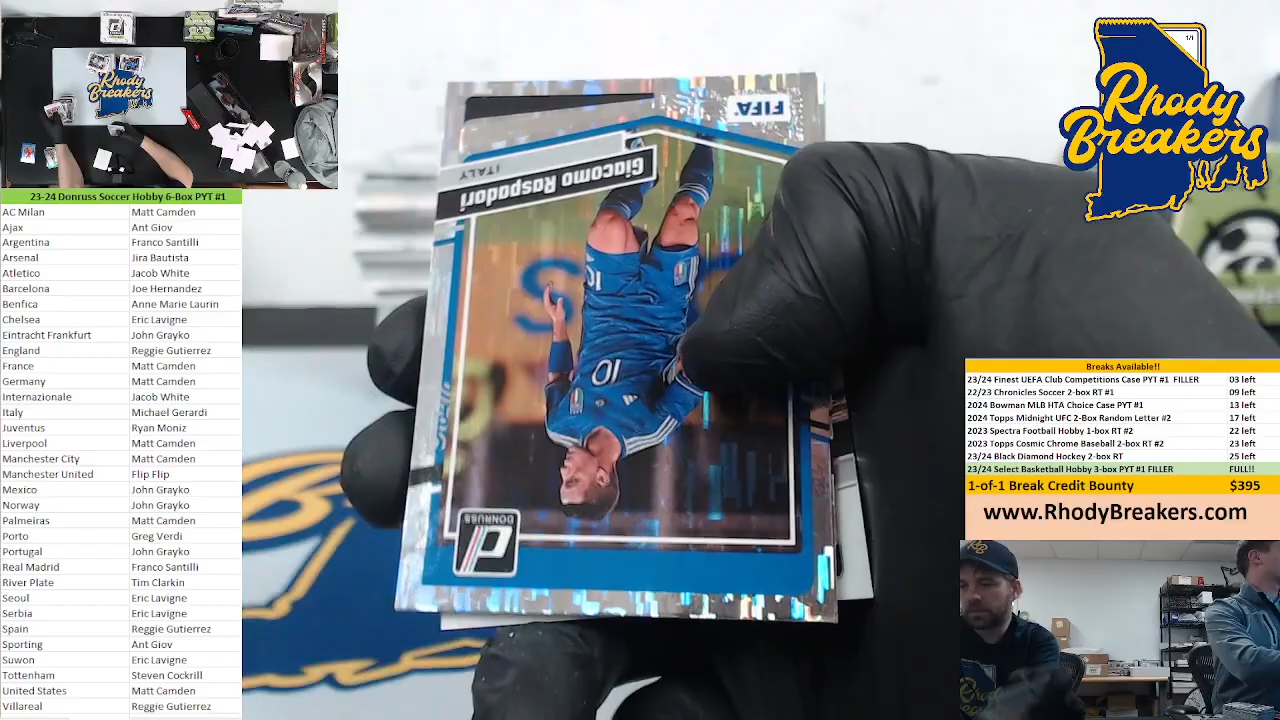 23-24 Donruss Soccer Hobby 6-Box PYT #1
AC Milan Matt Camden
Ajax Ant Giov
Argentina Franco Santilli
Arsenal Jira Bautista
Atletico Jacob White
Barcelona Joe Hernandez
Benfica Anne Marie Laurin
Chelsea Eric Lavigne
Eintracht Frankfurt John Grayko
England Reggie Gutierrez
France Matt Camden
Germany Matt Camden
Internazionale Jacob White
Italy Michael Gerardi
Juventus Ryan Moniz
Liverpool Matt Camden
Manchester City Matt Camden
Manchester United Flip Flip
Mexico John Grayko
Norway John Grayko
Palmeiras Matt Camden
Porto Greg Verdi
Portugal John Grayko
Real Madrid Franco Santilli
River Plate Tim Clarkin
Seoul Eric Lavigne
Serbia Eric Lavigne
Spain Reggie Gutierrez
Sporting Ant Giov
Suwon Eric Lavigne
Tottenham Steven Cockrill
United States Matt Camden
Villareal Reggie Gutierrez
Rhody
Breakers
FIFA
ITALY
Giacomo Raspadori
10
10
DONRUSS
1/1
Rhody
Breakers
Breaks Available!!
23/24 Finest UEFA Club Competitions Case PYT #1 FILLER 03 left
22/23 Chronicles Soccer 2-box RT #1 09 left
2024 Bowman MLB HTA Choice Case PYT #1 13 left
2024 Topps Midnight UFC 2-Box Random Letter #2 17 left
2023 Spectra Football Hobby 1-box RT #2 22 left
2023 Topps Cosmic Chrome Baseball 2-box RT #2 23 left
23/24 Black Diamond Hockey 2-box RT 25 left
23/24 Select Basketball Hobby 3-box PYT #1 FILLER FULL!!
1-of-1 Break Credit Bounty $395
www.RhodyBreakers.com
RB
Rhody
Breakers